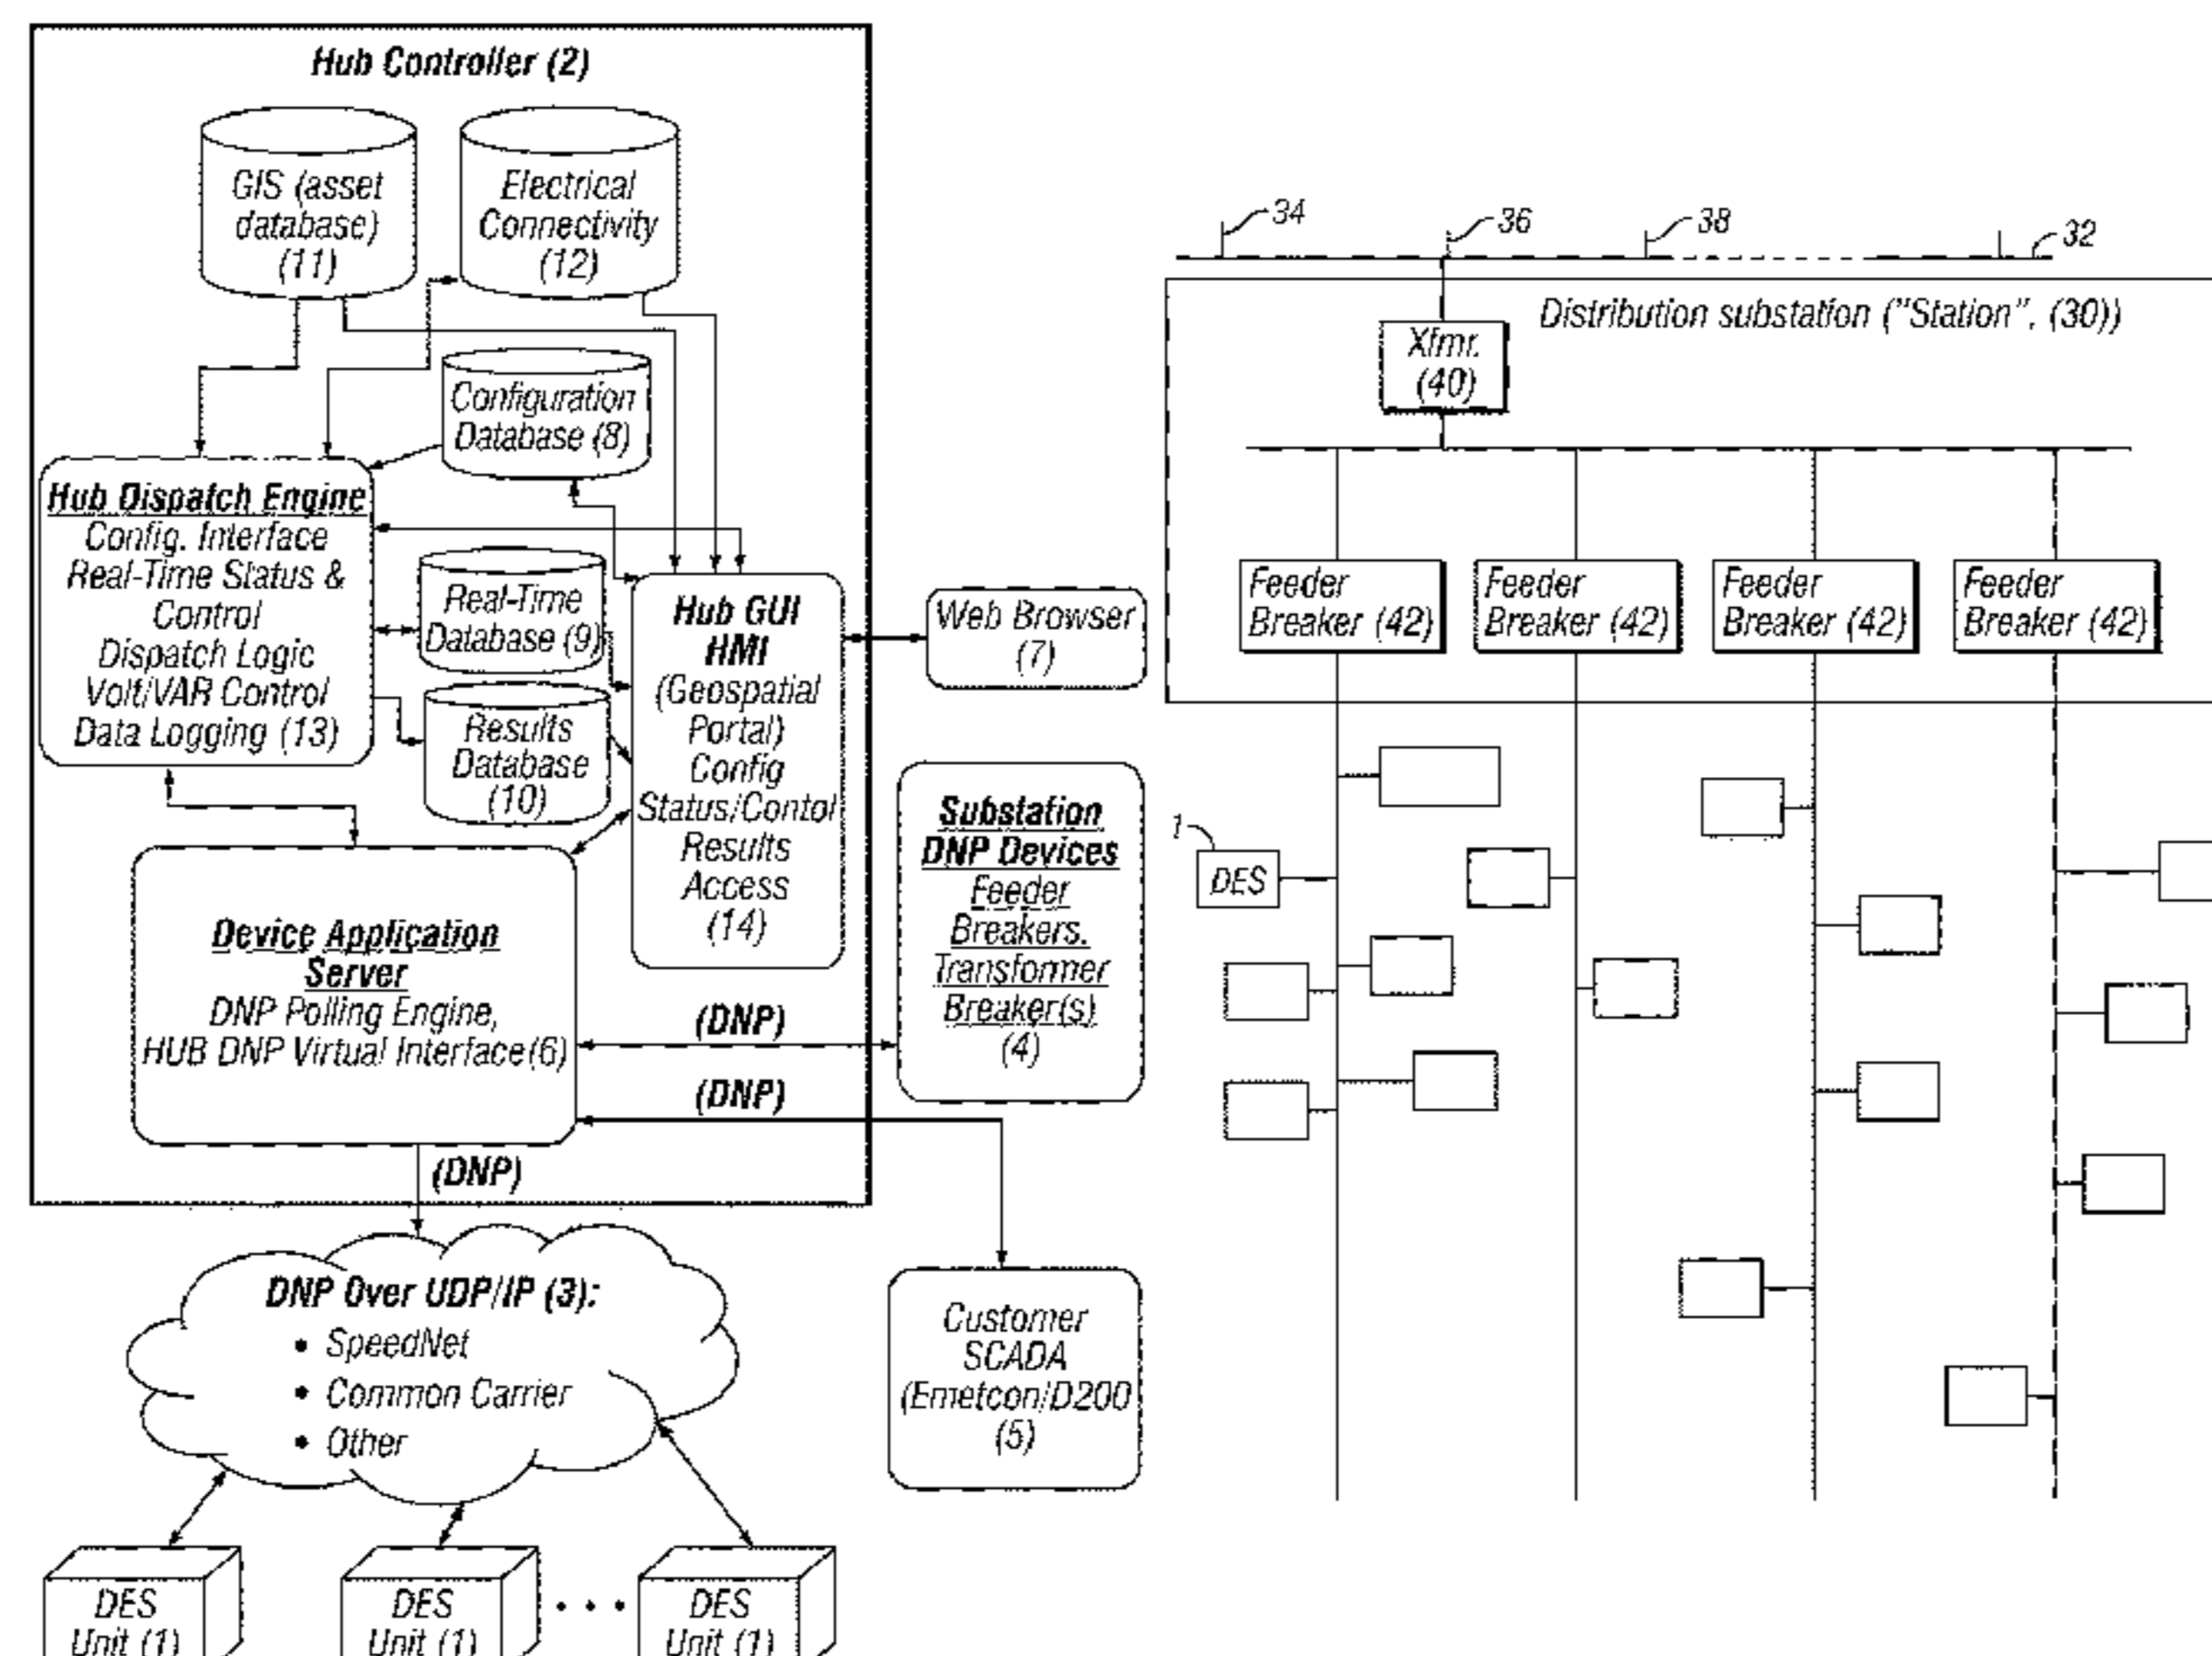 Hub Controller (2)
GIS (asset
database)
(11)
Electrical
Connectivity
(12)
Configuration
Database (8)
Hub Dispatch Engine
Config. Interface
Real-Time Status &
Control
Dispatch Logic
Volt/VAR Control
Data Logging (13)
Real-Time
Database (9)
Results
Database
(10)
Hub GUI
HMI
(Geospatial
Portal)
Config
Status/Contol
Results
Access
(14)
Web Browser
(7)
Device Application
Server
DNP Polling Engine,
HUB DNP Virtual Interface(6)
(DNP)
(DNP)
(DNP)
Substation
DNP Devices
Feeder
Breakers.
Transformer
Breaker(s)
(4)
Customer
SCADA
(Emetcon/D200
(5)
DNP Over UDP/IP (3):
• SpeedNet
• Common Carrier
• Other
DES
Unit (1)
DES
Unit (1)
• • •
DES
Unit (1)
34
36
38
32
Distribution substation ("Station", (30))
Xfmr.
(40)
Feeder
Breaker (42)
Feeder
Breaker (42)
Feeder
Breaker (42)
Feeder
Breaker (42)
1
DES